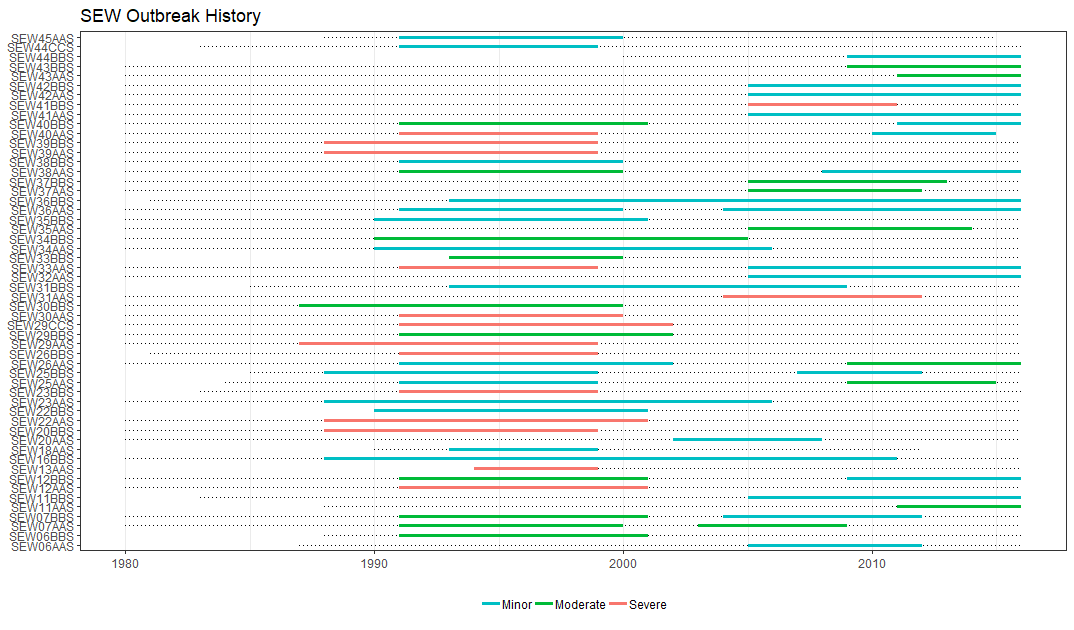 SEW Outbreak History
SEW45AAS
SEW44CCS
SEW44BBS
SEW43BBS
SEW43AAS
SEW42BBS
SEW42AAS
SEW41BBS
SEW41AAS
SEW40BBS
SEW40AAS
SEW39BBS
SEW39AAS
SEW38BBS
SEW38AAS
SEW37BBS
SEW37AAS
SEW36BBS
SEW36AAS
SEW35BBS
SEW35AAS
SEW34BBS
SEW34AAS
SEW33BBS
SEW33AAS
SEW32AAS
SEW31BBS
SEW31AAS
SEW30BBS
SEW30AAS
SEW29CCS
SEW29BBS
SEW29AAS
SEW26BBS
SEW26AAS
SEW25BBS
SEW25AAS
SEW23BBS
SEW23AAS
SEW22BBS
SEW22AAS
SEW20BBS
SEW20AAS
SEW18AAS
SEW16BBS
SEW13AAS
SEW12BBS
SEW12AAS
SEW11BBS
SEW11AAS
SEW07BBS
SEW07AAS
SEW06BBS
SEW06AAS
1980 1990 2000 2010
Minor Moderate Severe